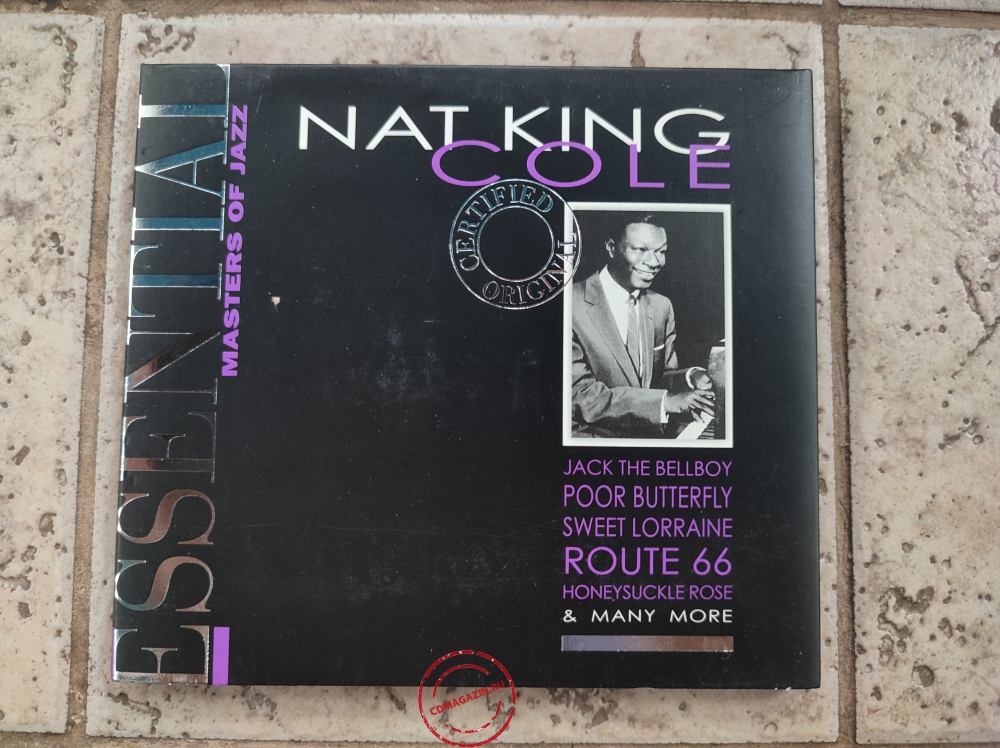 ESSENTIAL
MASTERS OF JAZZ
NAT KING
COLE
CERTIFIED
ORIGINAL
JACK THE BELLBOY
POOR BUTTERFLY
SWEET LORRAINE
ROUTE 66
HONEYSUCKLE ROSE
& MANY MORE
CDMAGAZIN.RU